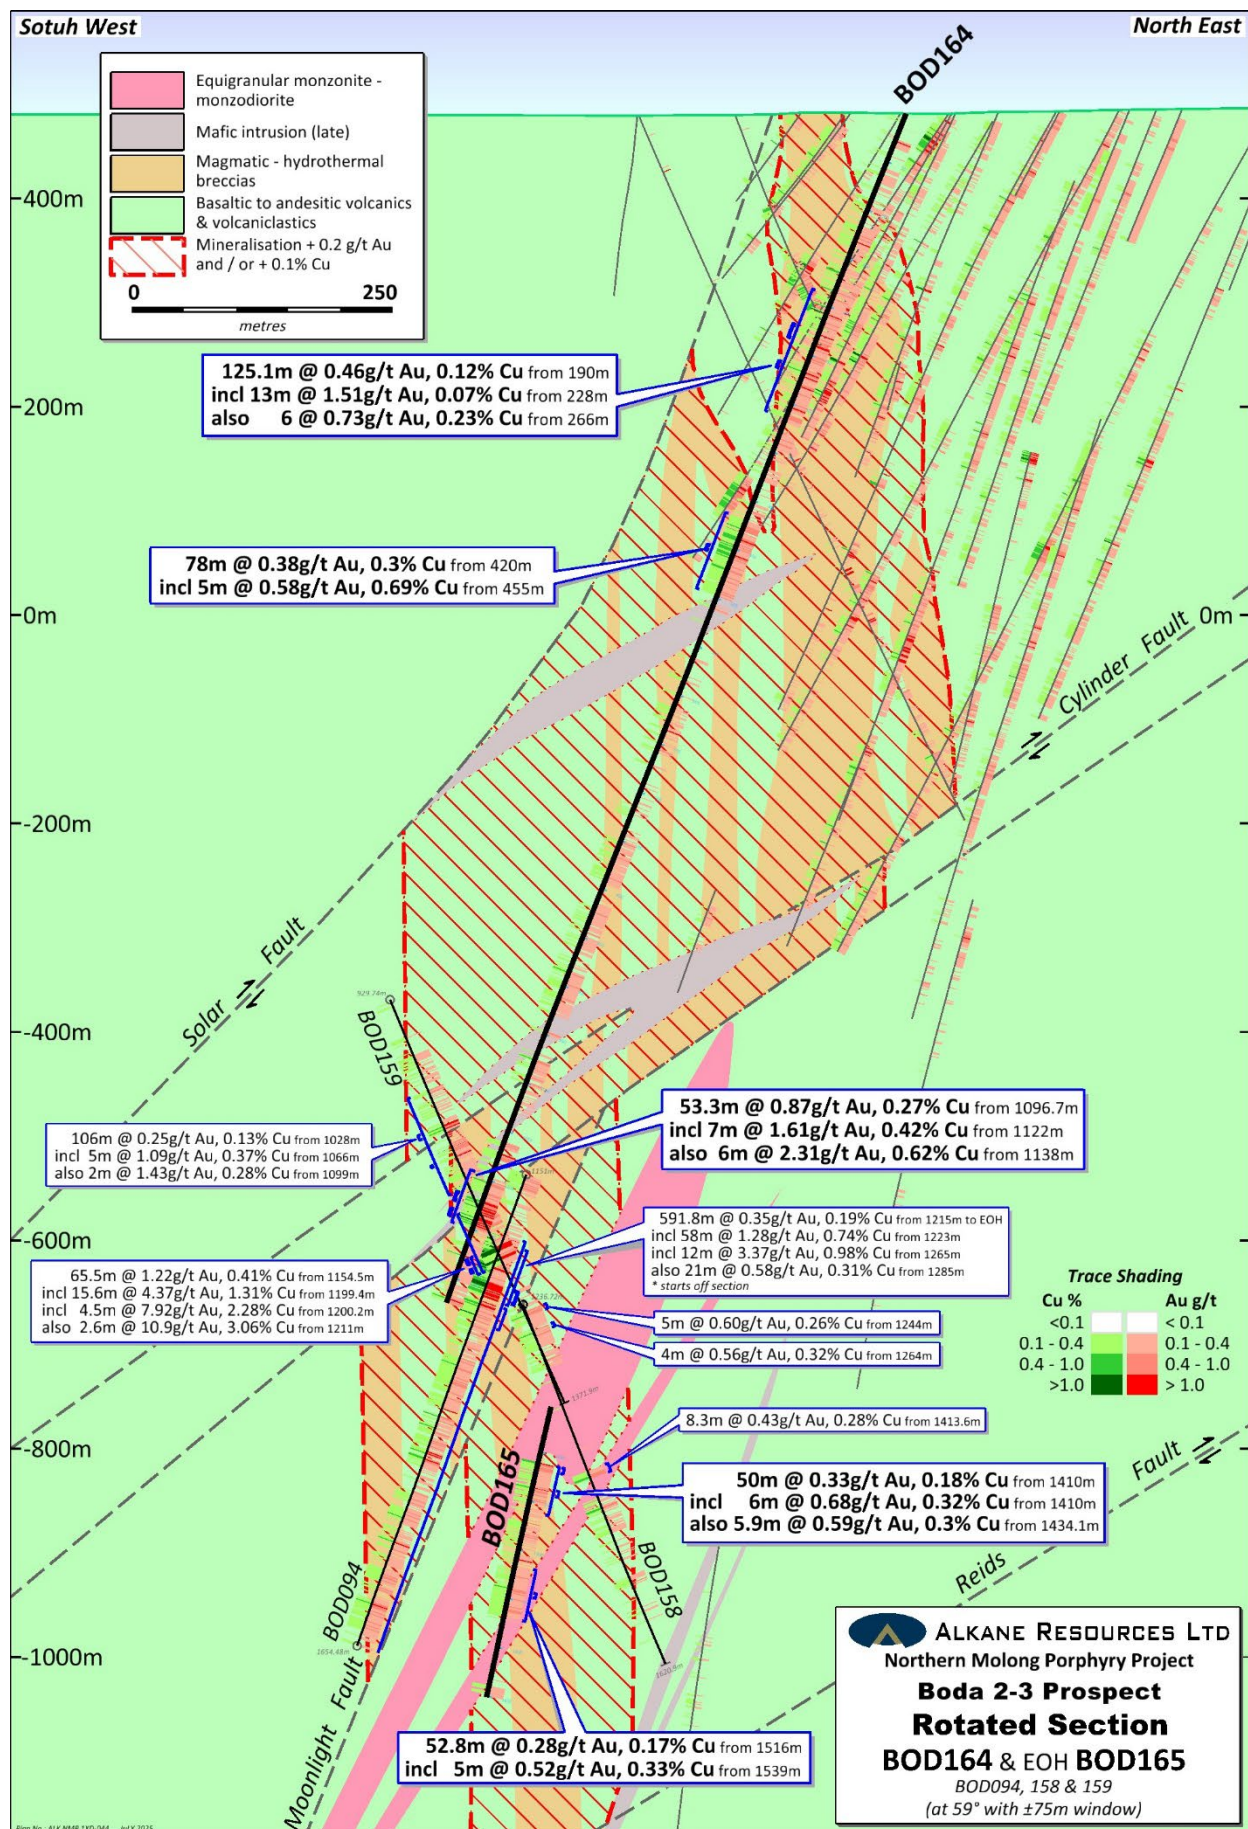 Sotuh West
North East
BOD164
Equigranular monzonite -
monzodiorite
Mafic intrusion (late)
Magmatic - hydrothermal
breccias
Basaltic to andesitic volcanics
& volcaniclastics
Mineralisation + 0.2 g/t Au
and / or + 0.1% Cu
0 250
metres
400m
125.1m @ 0.46g/t Au, 0.12% Cu from 190m
incl 13m @ 1.51g/t Au, 0.07% Cu from 228m
also 6 @ 0.73g/t Au, 0.23% Cu from 266m
200m
78m @ 0.38g/t Au, 0.3% Cu from 420m
incl 5m @ 0.58g/t Au, 0.69% Cu from 455m
0m
0m
Cylinder Fault
-200m
Solar Fault
929.74m
BOD159
-400m
53.3m @ 0.87g/t Au, 0.27% Cu from 1096.7m
incl 7m @ 1.61g/t Au, 0.42% Cu from 1122m
also 6m @ 2.31g/t Au, 0.62% Cu from 1138m
106m @ 0.25g/t Au, 0.13% Cu from 1028m
incl 5m @ 1.09g/t Au, 0.37% Cu from 1066m
also 2m @ 1.43g/t Au, 0.28% Cu from 1099m
1151m
-600m
591.8m @ 0.35g/t Au, 0.19% Cu from 1215m to EOH
incl 58m @ 1.28g/t Au, 0.74% Cu from 1223m
incl 12m @ 3.37g/t Au, 0.98% Cu from 1265m
also 21m @ 0.58g/t Au, 0.31% Cu from 1285m
* starts off section
65.5m @ 1.22g/t Au, 0.41% Cu from 1154.5m
incl 15.6m @ 4.37g/t Au, 1.31% Cu from 1199.4m
incl 4.5m @ 7.92g/t Au, 2.28% Cu from 1200.2m
also 2.6m @ 10.9g/t Au, 3.06% Cu from 1211m
1236.72m
5m @ 0.60g/t Au, 0.26% Cu from 1244m
4m @ 0.56g/t Au, 0.32% Cu from 1264m
Trace Shading
Cu % Au g/t
<0.1 < 0.1
0.1 - 0.4 0.1 - 0.4
0.4 - 1.0 0.4 - 1.0
>1.0 > 1.0
1371.9m
8.3m @ 0.43g/t Au, 0.28% Cu from 1413.6m
-800m
BOD165
50m @ 0.33g/t Au, 0.18% Cu from 1410m
incl 6m @ 0.68g/t Au, 0.32% Cu from 1410m
also 5.9m @ 0.59g/t Au, 0.3% Cu from 1434.1m
Reids Fault
BOD094
BOD158
1654.48m
1620.9m
-1000m
Moonlight Fault
52.8m @ 0.28g/t Au, 0.17% Cu from 1516m
incl 5m @ 0.52g/t Au, 0.33% Cu from 1539m
ALKANE RESOURCES LTD
Northern Molong Porphyry Project
Boda 2-3 Prospect
Rotated Section
BOD164 & EOH BOD165
BOD094, 158 & 159
(at 59° with ±75m window)